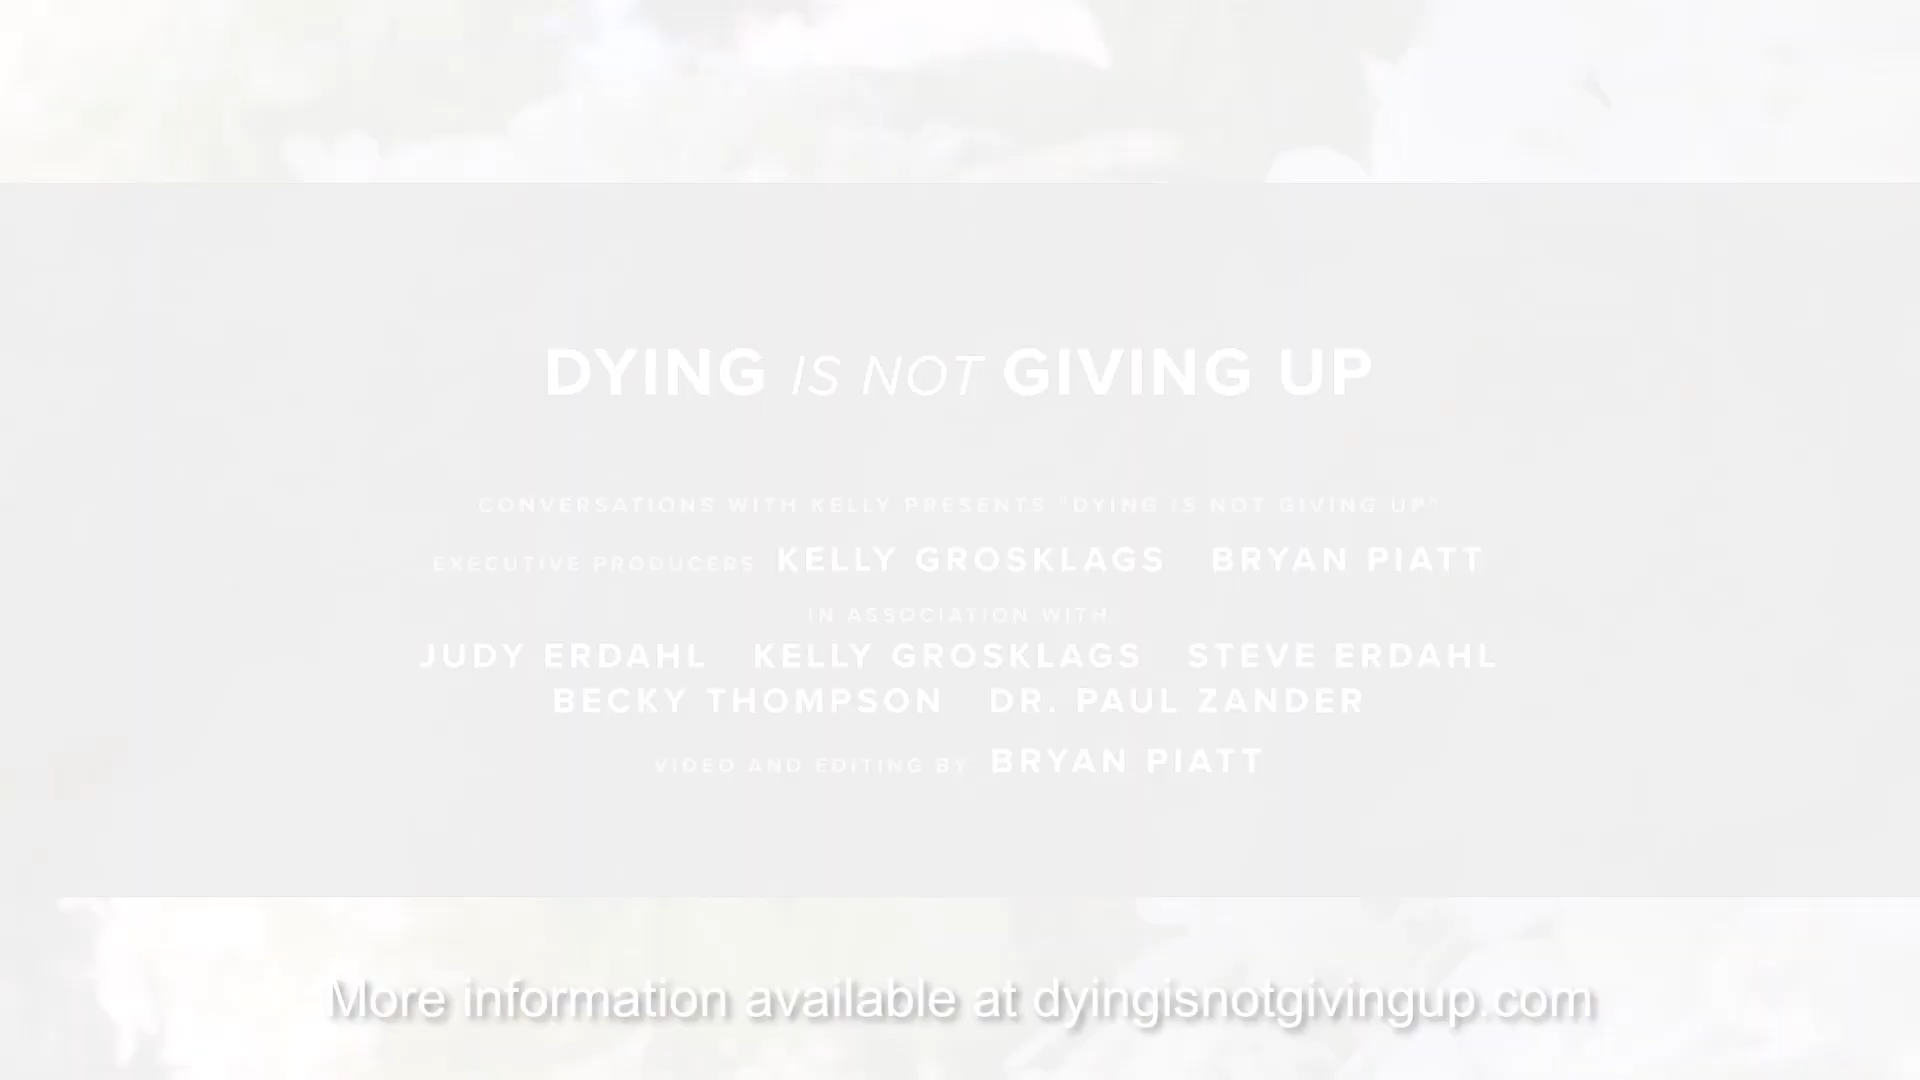 DYING IS NOT GIVING UP
CONVERSATIONS WITH KELLY PRESENTS "DYING IS NOT GIVING UP"
EXECUTIVE PRODUCERS KELLY GROSKLAGS BRYAN PIATT
IN ASSOCIATION WITH
JUDY ERDAHL KELLY GROSKLAGS STEVE ERDAHL
BECKY THOMPSON DR. PAUL ZANDER
VIDEO AND EDITING BY BRYAN PIATT
More information available at dyingisnotgivingup.com